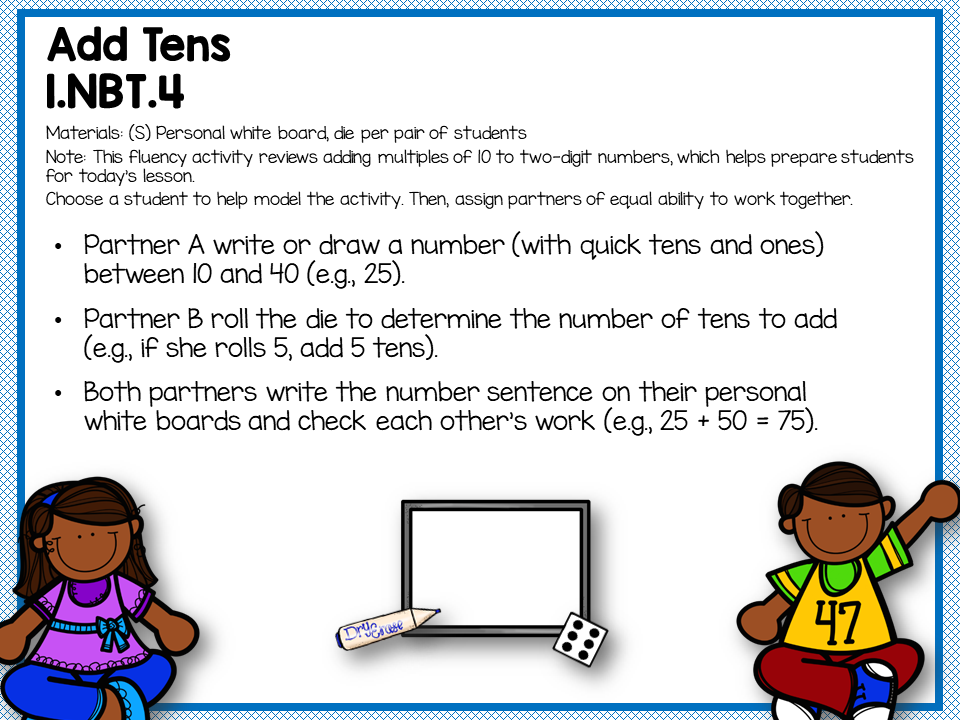 Add Tens
1.NBT.4
Materials: (S) Personal white board, die per pair of students
Note: This fluency activity reviews adding multiples of 10 to two-digit numbers, which helps prepare students
for today's lesson.
Choose a student to help model the activity. Then, assign partners of equal ability to work together.
• Partner A write or draw a number (with quick tens and ones)
between 10 and 40 (e.g., 25).
• Partner B roll the die to determine the number of tens to add
(e.g., if she rolls 5, add 5 tens).
• Both partners write the number sentence on their personal
white boards and check each other's work (e.g., 25 + 50 = 75).
Dry Erase
47